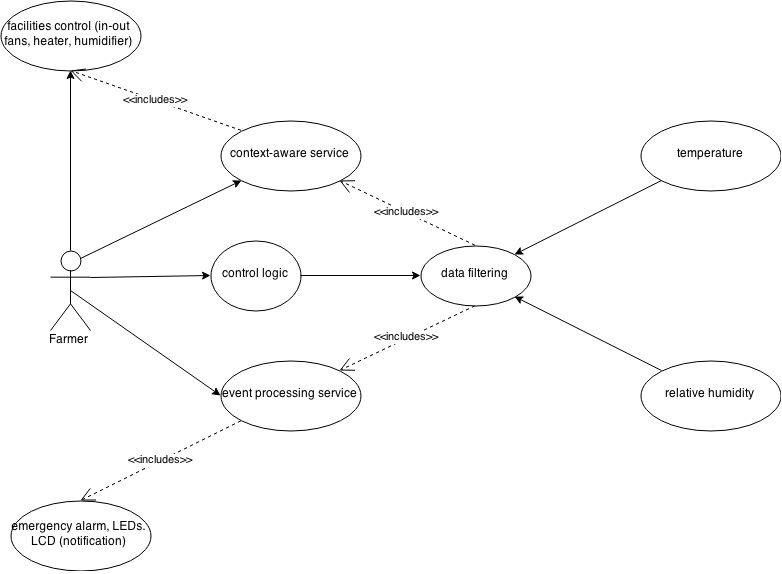 facilities control (in-out
fans, heater, humidifier)
<<includes>>
context-aware service
temperature
<<includes>>
control logic
data filtering
Farmer
<<includes>>
event processing service
relative humidity
<<includes>>
emergency alarm, LEDs.
LCD (notification)